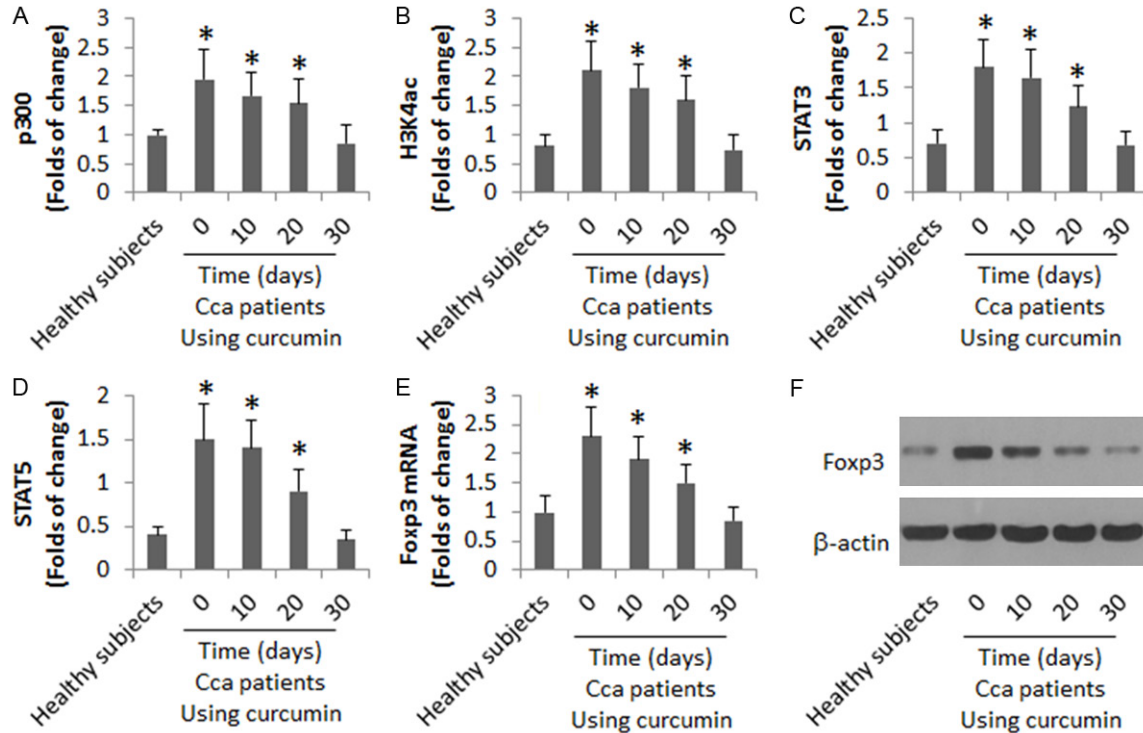 A
p300
(Folds of change)
3
2.5
2
1.5
1
0.5
0
* * *
Healthy subjects
0 10 20 30
Time (days)
Cca patients
Using curcumin
B
H3K4ac
(Folds of change)
3
2.5
2
1.5
1
0.5
0
* * *
Healthy subjects
0 10 20 30
Time (days)
Cca patients
Using curcumin
C
STAT3
(Folds of change)
2.5
2
1.5
1
0.5
0
* * *
Healthy subjects
0 10 20 30
Time (days)
Cca patients
Using curcumin
D
STAT5
(Folds of change)
2
1.5
1
0.5
0
* * *
Healthy subjects
0 10 20 30
Time (days)
Cca patients
Using curcumin
E
Foxp3 mRNA
(Folds of change)
3
2
2
1
1
0
* * *
Healthy subjects
0 10 20 30
Time (days)
Cca patients
Using curcumin
F
Foxp3
β-actin
Healthy subjects
0 10 20 30
Time (days)
Cca patients
Using curcumin